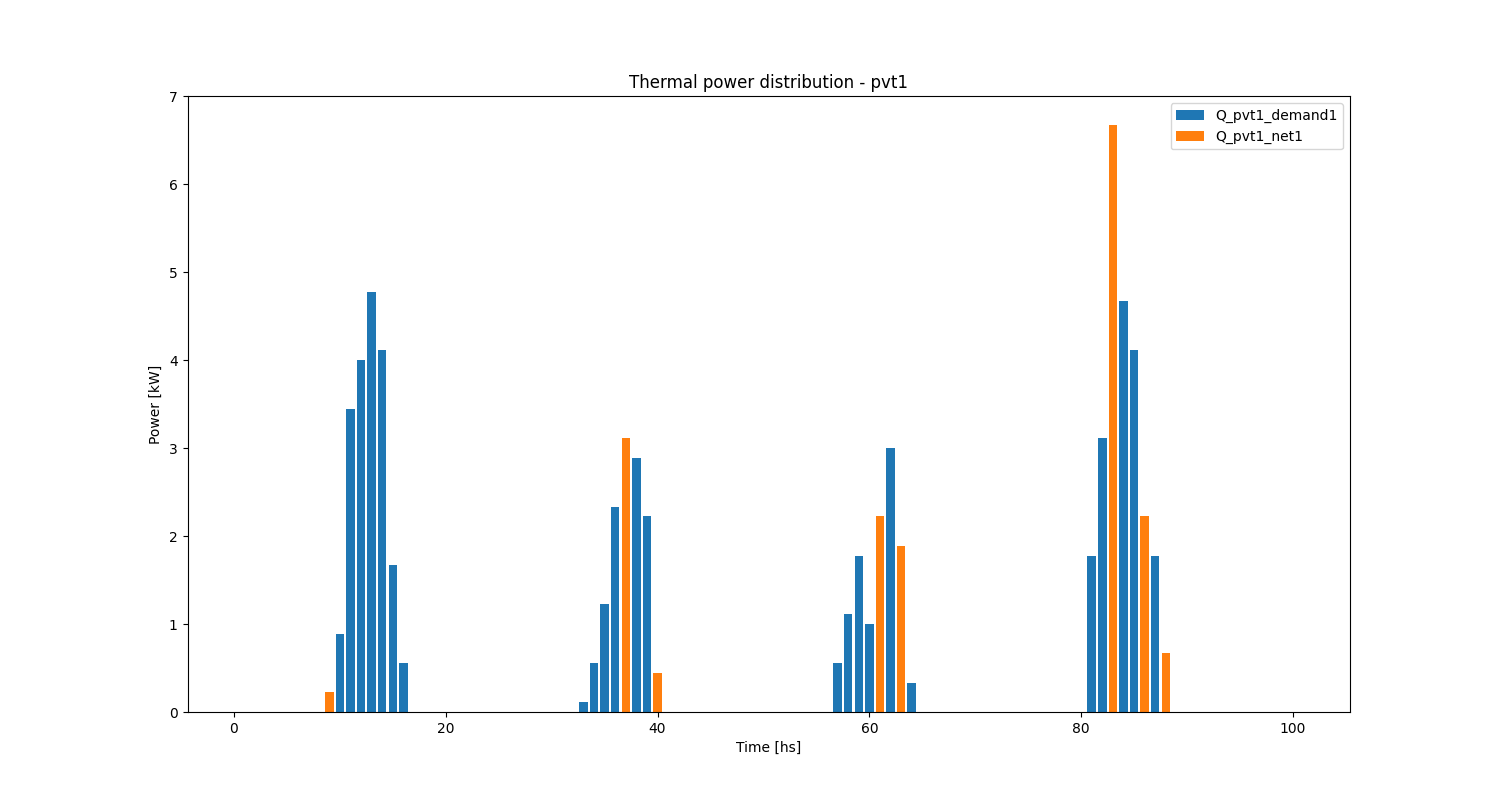 Thermal power distribution - pvt1
Q_pvt1_demand1
Q_pvt1_net1
7
6
5
4
3
2
1
0
Power [kW]
0 20 40 60 80 100
Time [hs]